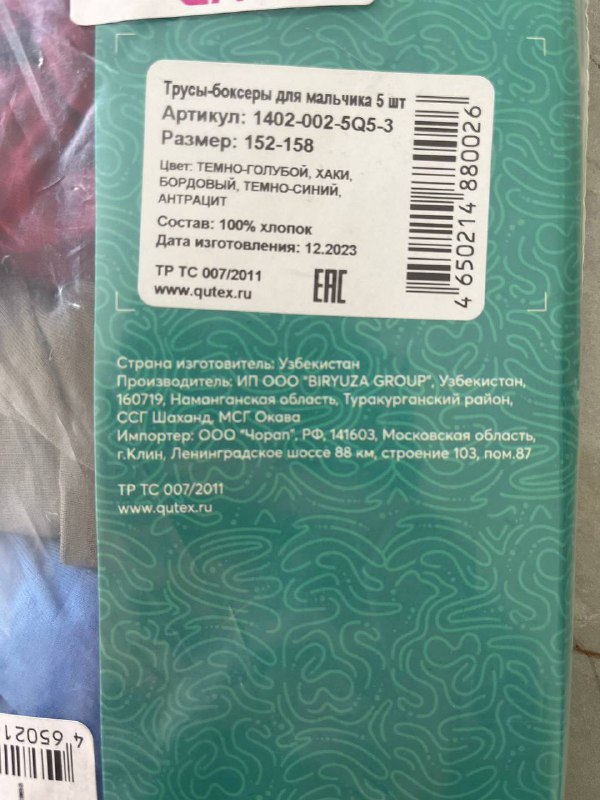 Трусы-боксеры для мальчика 5 шт
Артикул: 1402-002-5Q5-3
Размер: 152-158
Цвет: ТЕМНО-ГОЛУБОЙ, ХАКИ,
БОРДОВЫЙ, ТЕМНО-СИНИЙ,
АНТРАЦИТ
Состав: 100% хлопок
Дата изготовления: 12.2023
ТР ТС 007/2011
www.qutex.ru
EAC
4 650214 880026
Страна изготовитель: Узбекистан
Производитель: ИП ООО "BIRYUZA GROUP", Узбекистан,
160719, Наманганская область, Туракурганский район,
ССГ Шаханд, МСГ Окава
Импортер: ООО "Чорап", РФ, 141603, Московская область,
г.Клин, Ленинградское шоссе 88 км, строение 103, пом.87
ТР ТС 007/2011
www.qutex.ru
4 65021